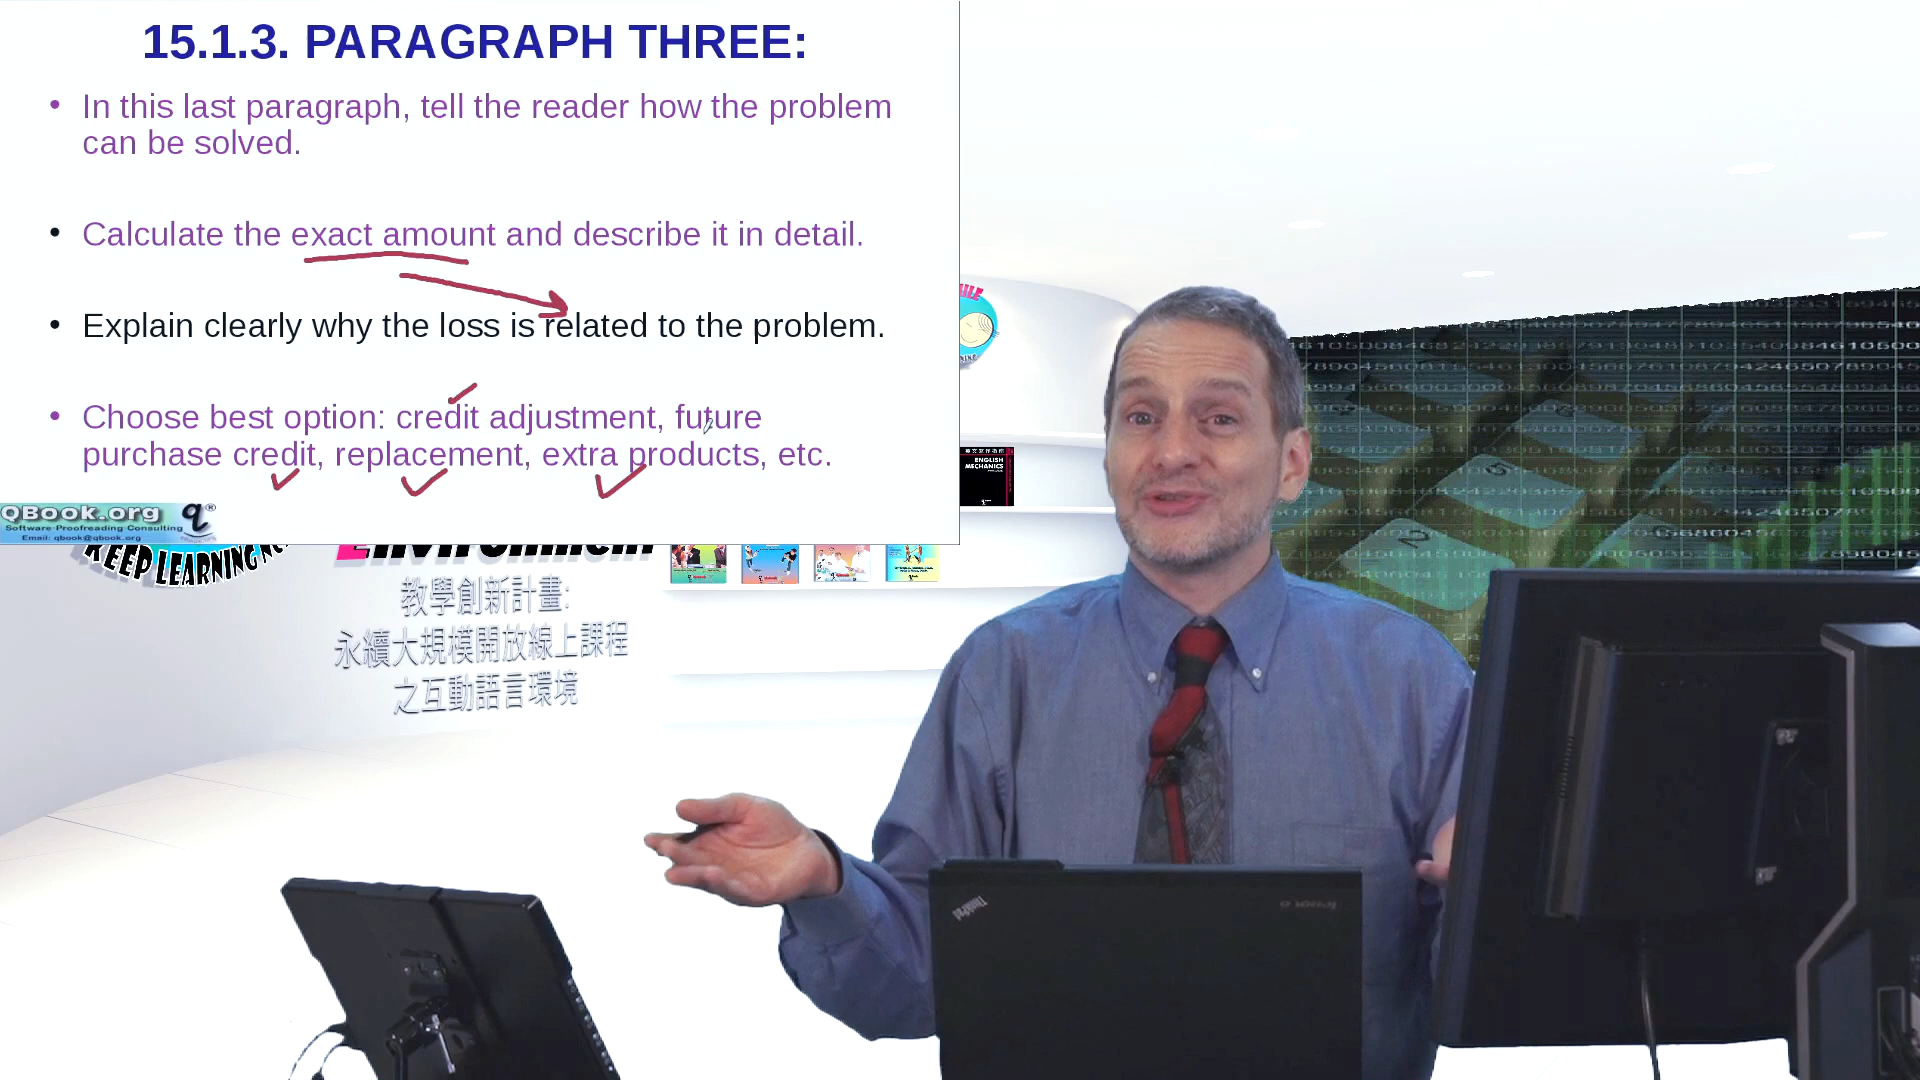 15.1.3. PARAGRAPH THREE:
• In this last paragraph, tell the reader how the problem
can be solved.
• Calculate the exact amount and describe it in detail.
• Explain clearly why the loss is related to the problem.
• Choose best option: credit adjustment, future
purchase credit, replacement, extra products, etc.
QBook.org
Software·Proofreading·Consulting
Email: qbook@qbook.org
KEEP LEARNING
Environment
教學創新計畫:
永續大規模開放線上課程
之互動語言環境
ENGLISH
MECHANICS
ThinkPad